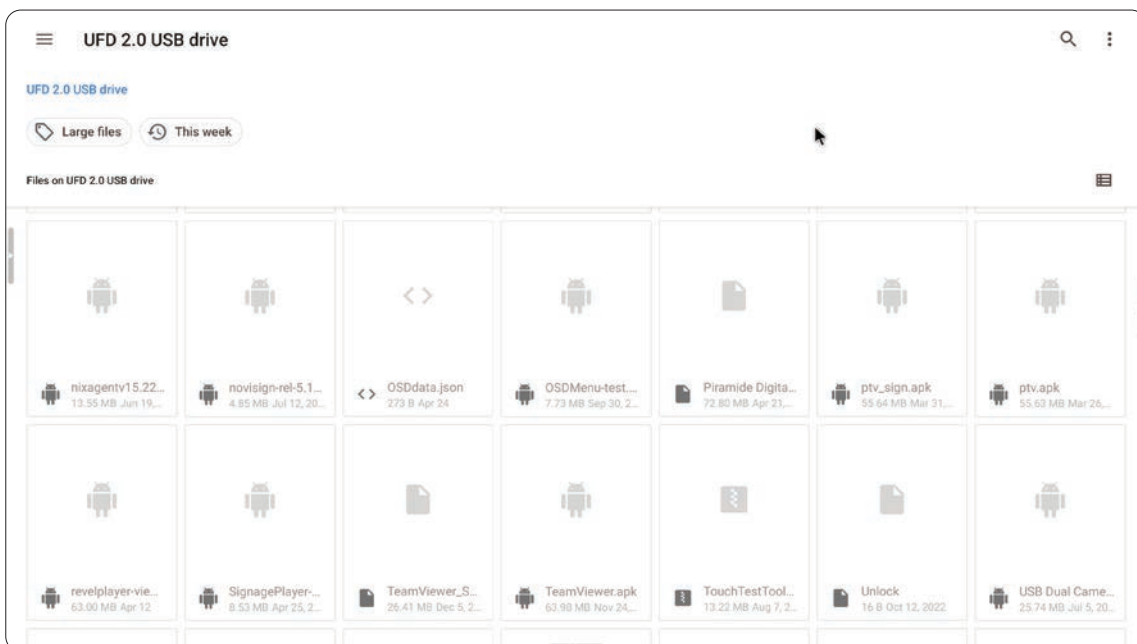 UFD 2.0 USB drive
UFD 2.0 USB drive
Large files
This week
Files on UFD 2.0 USB drive
nixagentv15.22...
13.55 MB Jun 19,...
novisign-rel-5.1...
4.85 MB Jul 12, 20...
OSDdata.json
273 B Apr 24
OSDMenu-test....
7.73 MB Sep 30, 2...
Piramide Digita...
72.80 MB Apr 21,...
ptv_sign.apk
55.64 MB Mar 31,...
ptv.apk
55.63 MB Mar 26,...
revelplayer-vie...
63.00 MB Apr 12
SignagePlayer-...
8.53 MB Apr 25, 2...
TeamViewer_S...
26.41 MB Dec 5, 2...
TeamViewer.apk
63.98 MB Nov 24,...
TouchTestTool...
13.22 MB Aug 7, 2...
Unlock
16 B Oct 12, 2022
USB Dual Came...
25.74 MB Jul 5, 20...